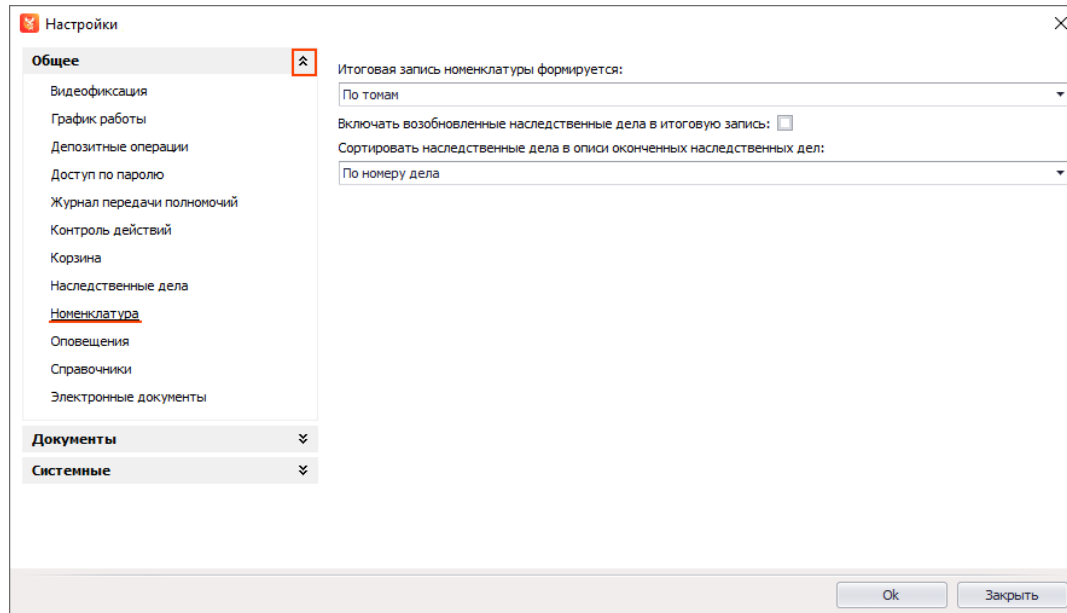 Настройки
Общее
Видеофиксация
График работы
Депозитные операции
Доступ по паролю
Журнал передачи полномочий
Контроль действий
Корзина
Наследственные дела
Номенклатура
Оповещения
Справочники
Электронные документы
Документы
Системные
Итоговая запись номенклатуры формируется:
По томам
Включать возобновленные наследственные дела в итоговую запись:
Сортировать наследственные дела в описи оконченных наследственных дел:
По номеру дела
Ok
Закрыть